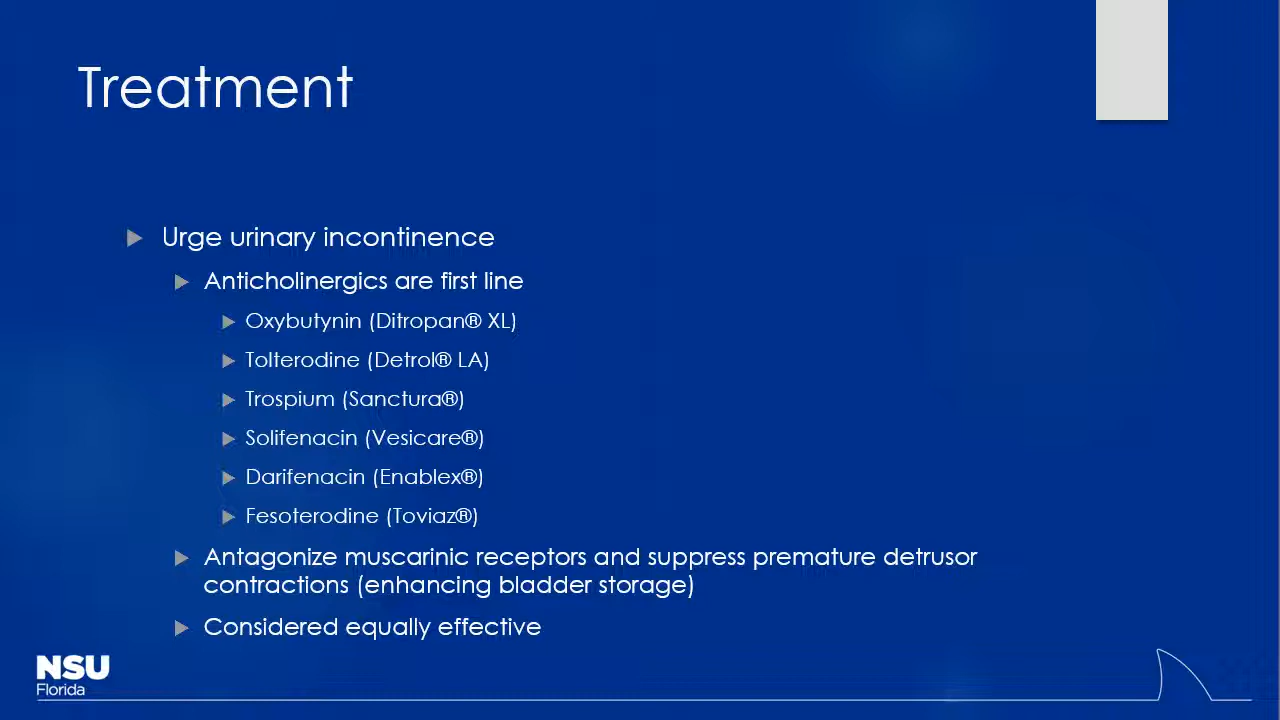 Treatment
Urge urinary incontinence
Anticholinergics are first line
Oxybutynin (Ditropan® XL)
Tolterodine (Detrol® LA)
Trospium (Sanctura®)
Solifenacin (Vesicare®)
Darifenacin (Enablex®)
Fesoterodine (Toviaz®)
Antagonize muscarinic receptors and suppress premature detrusor
contractions (enhancing bladder storage)
Considered equally effective
NSU
Florida